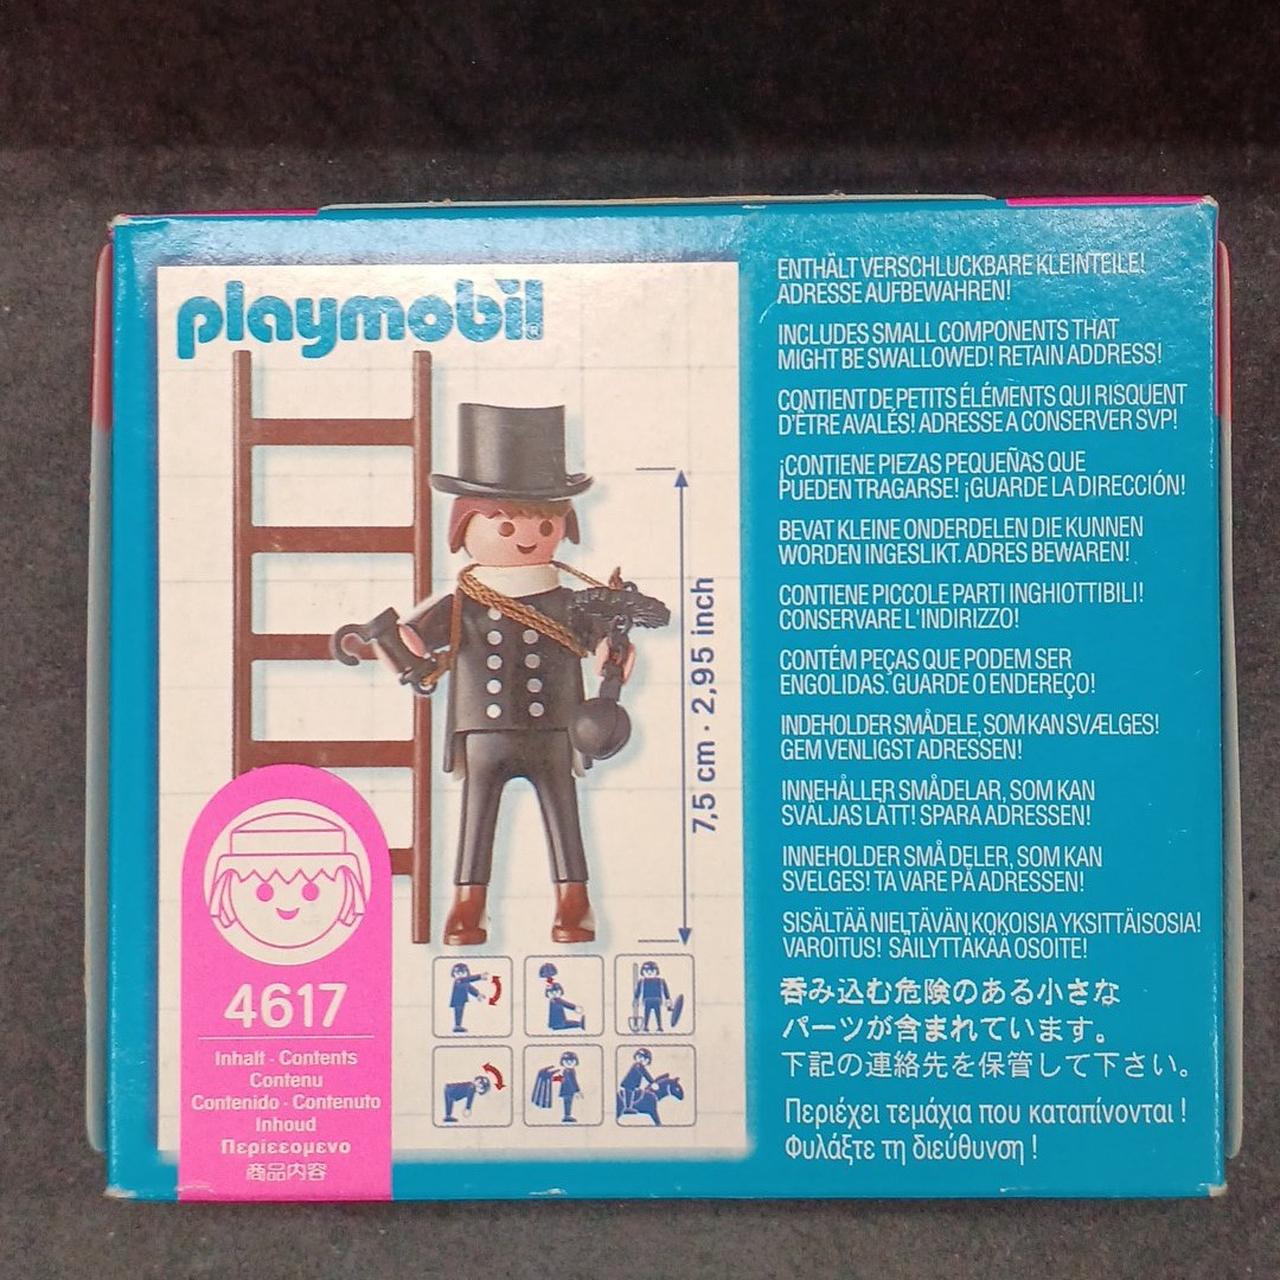 playmobil®
7,5 cm · 2,95 inch
4617
Inhalt - Contents
Contenu
Contenido - Contenuto
Inhoud
Περίεεομενο
商品内容
ENTHÄLT VERSCHLUCKBARE KLEINTEILE!
ADRESSE AUFBEWAHREN!
INCLUDES SMALL COMPONENTS THAT
MIGHT BE SWALLOWED! RETAIN ADDRESS!
CONTIENT DE PETITS ÉLÉMENTS QUI RISQUENT
D'ÊTRE AVALÉS! ADRESSE A CONSERVER SVP!
¡CONTIENE PIEZAS PEQUEÑAS QUE
PUEDEN TRAGARSE! ¡GUARDE LA DIRECCIÓN!
BEVAT KLEINE ONDERDELEN DIE KUNNEN
WORDEN INGESLIKT. ADRES BEWAREN!
CONTIENE PICCOLE PARTI INGHIOTTIBILI!
CONSERVARE L'INDIRIZZO!
CONTÉM PEÇAS QUE PODEM SER
ENGOLIDAS. GUARDE O ENDEREÇO!
INDEHOLDER SMÅDELE, SOM KAN SVÆLGES!
GEM VENLIGST ADRESSEN!
INNEHÅLLER SMÅDELAR, SOM KAN
SVÄLJAS LÄTT! SPARA ADRESSEN!
INNEHOLDER SMÅ DELER, SOM KAN
SVELGES! TA VARE PÅ ADRESSEN!
SISÄLTÄÄ NIELTÄVÄN KOKOISIA YKSITTÄISOSIA!
VAROITUS! SÄILYTTÄKÄÄ OSOITE!
呑み込む危険のある小さな
パーツが含まれています。
下記の連絡先を保管して下さい。
Περιέχει τεμάχια που καταπίνονται !
Φυλάξτε τη διεύθυνση !